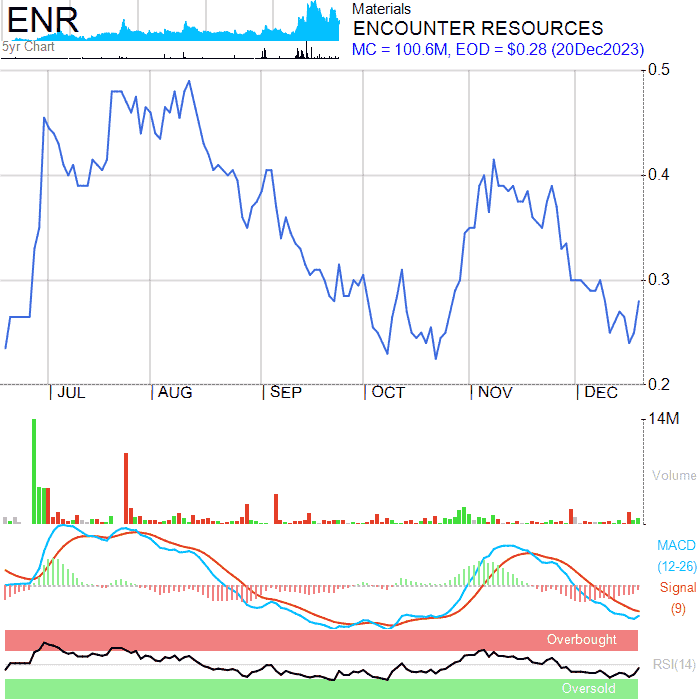 ENR
5yr Chart
Materials
ENCOUNTER RESOURCES
MC = 100.6M, EOD = $0.28 (20Dec2023)
0.5
0.4
0.3
0.2
JUL
AUG
SEP
OCT
NOV
DEC
14M
Volume
MACD
(12-26)
Signal
(9)
Overbought
RSI(14)
Oversold